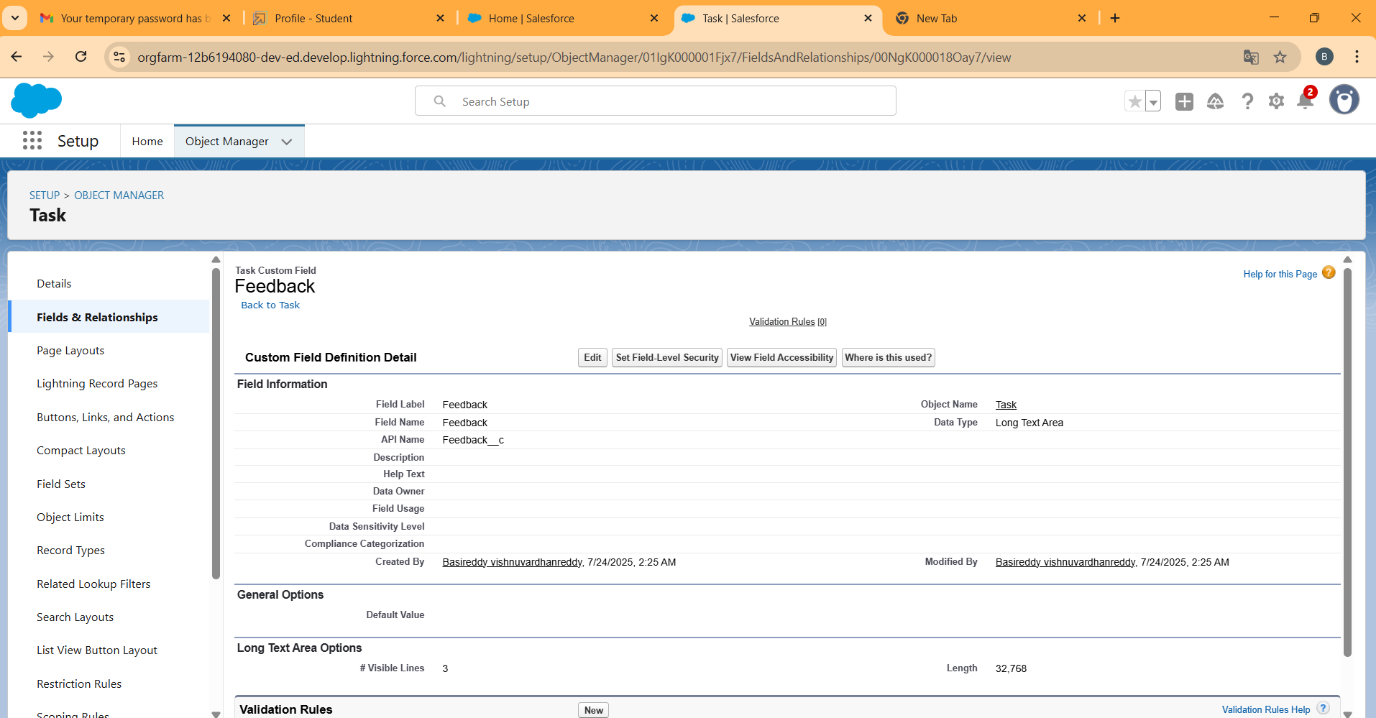 Your temporary password has b
Profile - Student
Home | Salesforce
Task | Salesforce
New Tab
orgfarm-12b6194080-dev-ed.develop.lightning.force.com/lightning/setup/ObjectManager/01IgK000001Fjx7/FieldsAndRelationships/00NgK000018Oay7/view
B
Search Setup
2
Setup
Home
Object Manager
SETUP > OBJECT MANAGER
Task
Details
Fields & Relationships
Page Layouts
Lightning Record Pages
Buttons, Links, and Actions
Compact Layouts
Field Sets
Object Limits
Record Types
Related Lookup Filters
Search Layouts
List View Button Layout
Restriction Rules
Scoping Rules
Task Custom Field
Feedback
Back to Task
Help for this Page
Validation Rules [0]
Custom Field Definition Detail
Edit
Set Field-Level Security
View Field Accessibility
Where is this used?
Field Information
Field Label Feedback Object Name Task
Field Name Feedback Data Type Long Text Area
API Name Feedback__c
Description
Help Text
Data Owner
Field Usage
Data Sensitivity Level
Compliance Categorization
Created By Basireddy vishnuvardhanreddy, 7/24/2025, 2:25 AM Modified By Basireddy vishnuvardhanreddy, 7/24/2025, 2:25 AM
General Options
Default Value
Long Text Area Options
# Visible Lines 3 Length 32,768
Validation Rules New Validation Rules Help ?